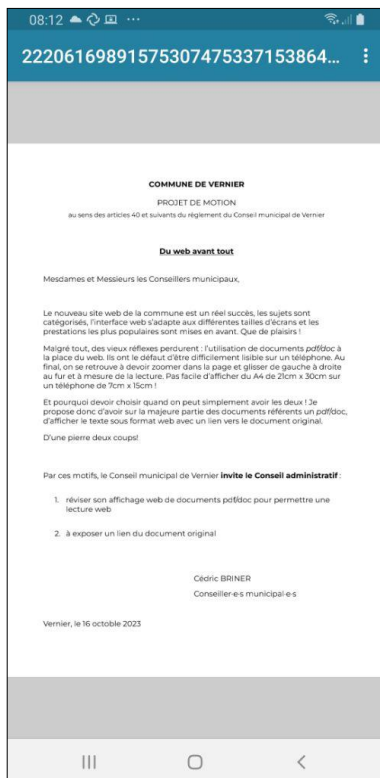 08:12
22206169891575307475337153864...
COMMUNE DE VERNIER
PROJET DE MOTION
au sens des articles 40 et suivants du règlement du Conseil municipal de Vernier
Du web avant tout
Mesdames et Messieurs les Conseillers municipaux,
Le nouveau site web de la commune est un réel succès, les sujets sont
catégorisés, l'interface web s'adapte aux différentes tailles d'écrans et les
prestations les plus populaires sont mises en avant. Que de plaisirs !
Malgré tout, des vieux réflexes perdurent : l'utilisation de documents pdf/doc à
la place du web. Ils ont le défaut d'être difficilement lisible sur un téléphone. Au
final, on se retrouve à devoir zoomer dans la page et glisser de gauche à droite
au fur et à mesure de la lecture. Pas facile d'afficher du A4 de 21cm x 30cm sur
un téléphone de 7cm x 15cm !
Et pourquoi devoir choisir quand on peut simplement avoir les deux ! Je
propose donc d'avoir sur la majeure partie des documents référents un pdf/doc,
d'afficher le texte sous format web avec un lien vers le document original.
D'une pierre deux coups!
Par ces motifs, le Conseil municipal de Vernier invite le Conseil administratif :
1. réviser son affichage web de documents pdf/doc pour permettre une
lecture web
2. à exposer un lien du document original
Cédric BRINER
Conseiller·e·s municipal·e·s
Vernier, le 16 octobre 2023